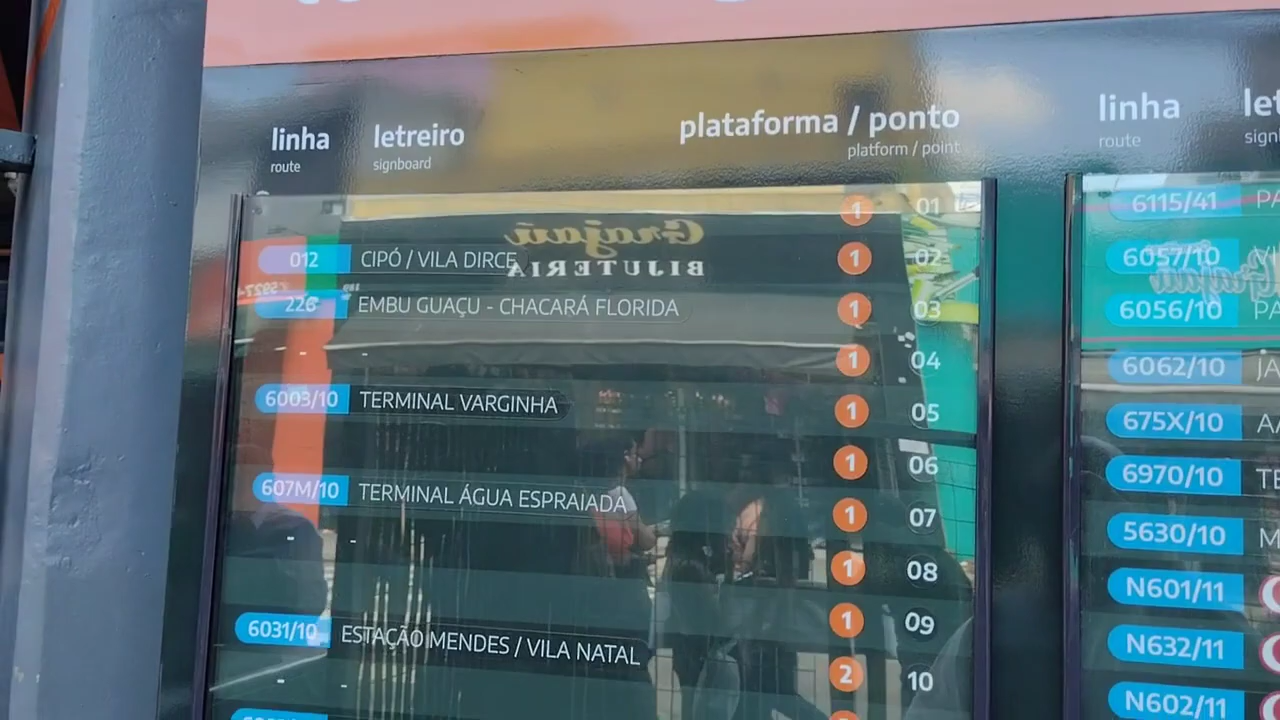 linha
route
letreiro
signboard
plataforma / ponto
platform / point
1 01
012 CIPÓ / VILA DIRCE 1 02
226 EMBU GUAÇU - CHACARÁ FLORIDA 1 03
- - 1 04
6003/10 TERMINAL VARGINHA 1 05
1 06
607M/10 TERMINAL ÁGUA ESPRAIADA 1 07
- - 1 08
1 09
6031/10 ESTAÇÃO MENDES / VILA NATAL
- - 2 10
Grajaú
BIJUTERIA
linha
route
6115/41
6057/10
6056/10
6062/10
675X/10
6970/10
5630/10
N601/11
N632/11
N602/11